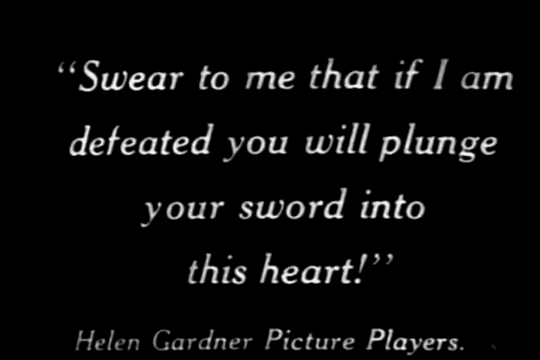 “Swear to me that if I am
defeated you will plunge
your sword into
this heart!”
Helen Gardner Picture Players.